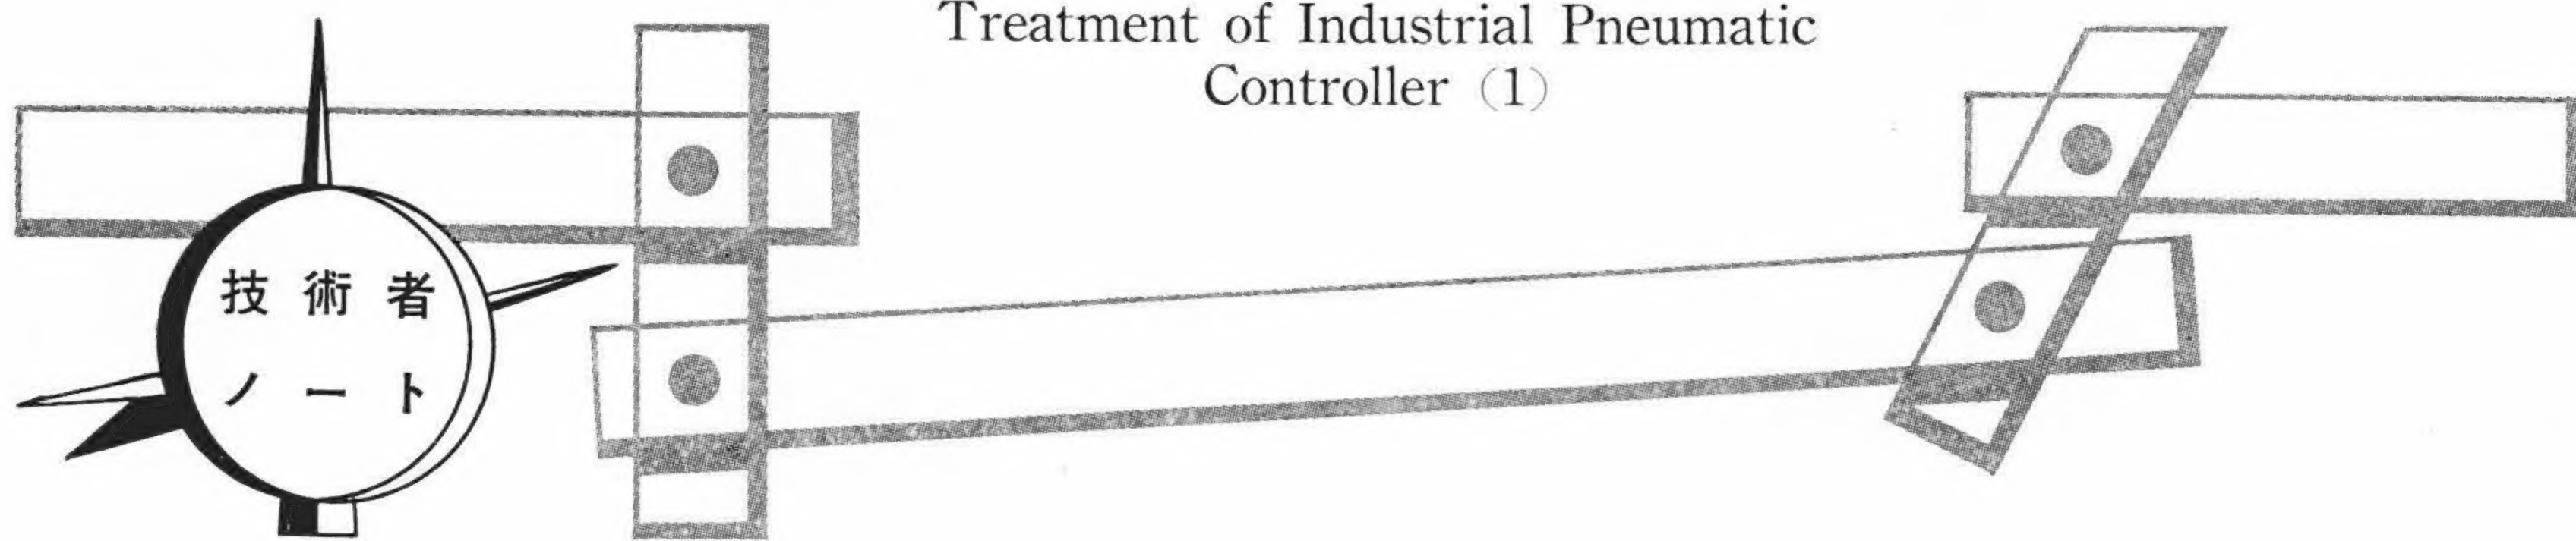 Treatment of Industrial Pneumatic
Controller (1)
技術者
ノート